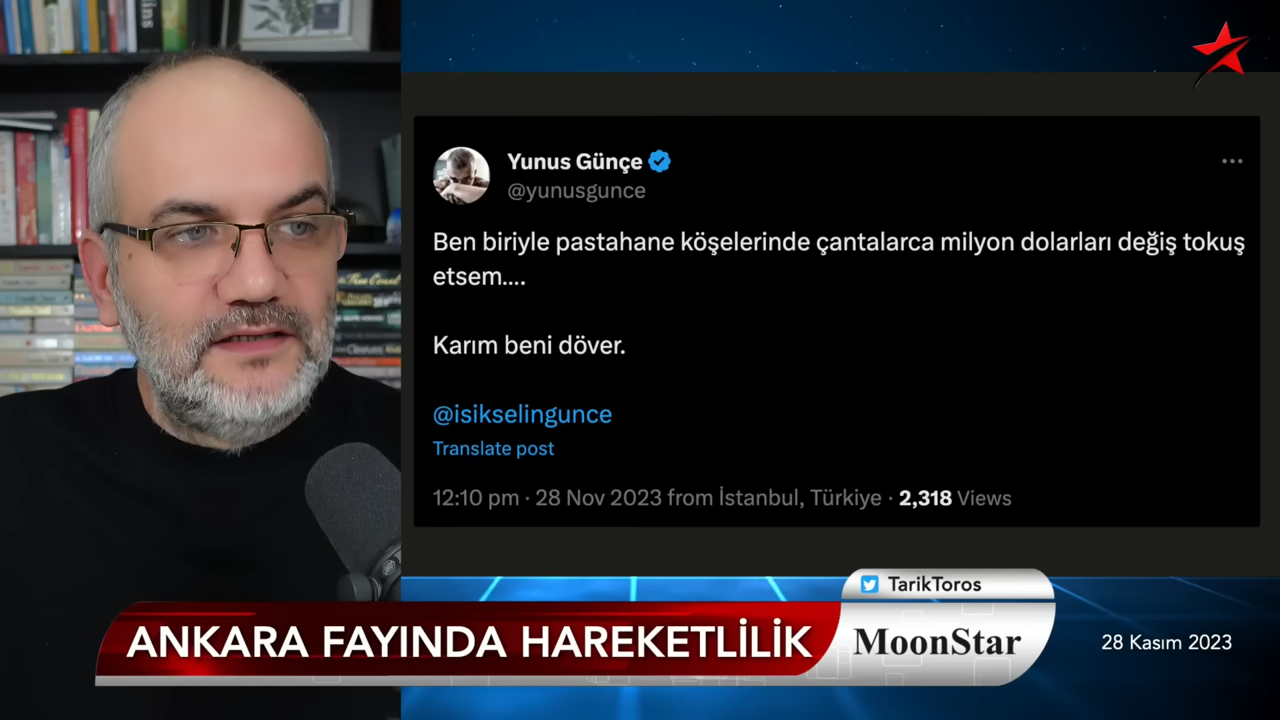 Yunus Günçe
@yunusgunce
Ben biriyle pastahane köşelerinde çantalarca milyon dolarları değiş tokuş
etsem....
Karım beni döver.
@isikselingunce
Translate post
12:10 pm · 28 Nov 2023 from İstanbul, Türkiye · 2,318 Views
TarikToros
ANKARA FAYINDA HAREKETLİLİK
MoonStar
28 Kasım 2023